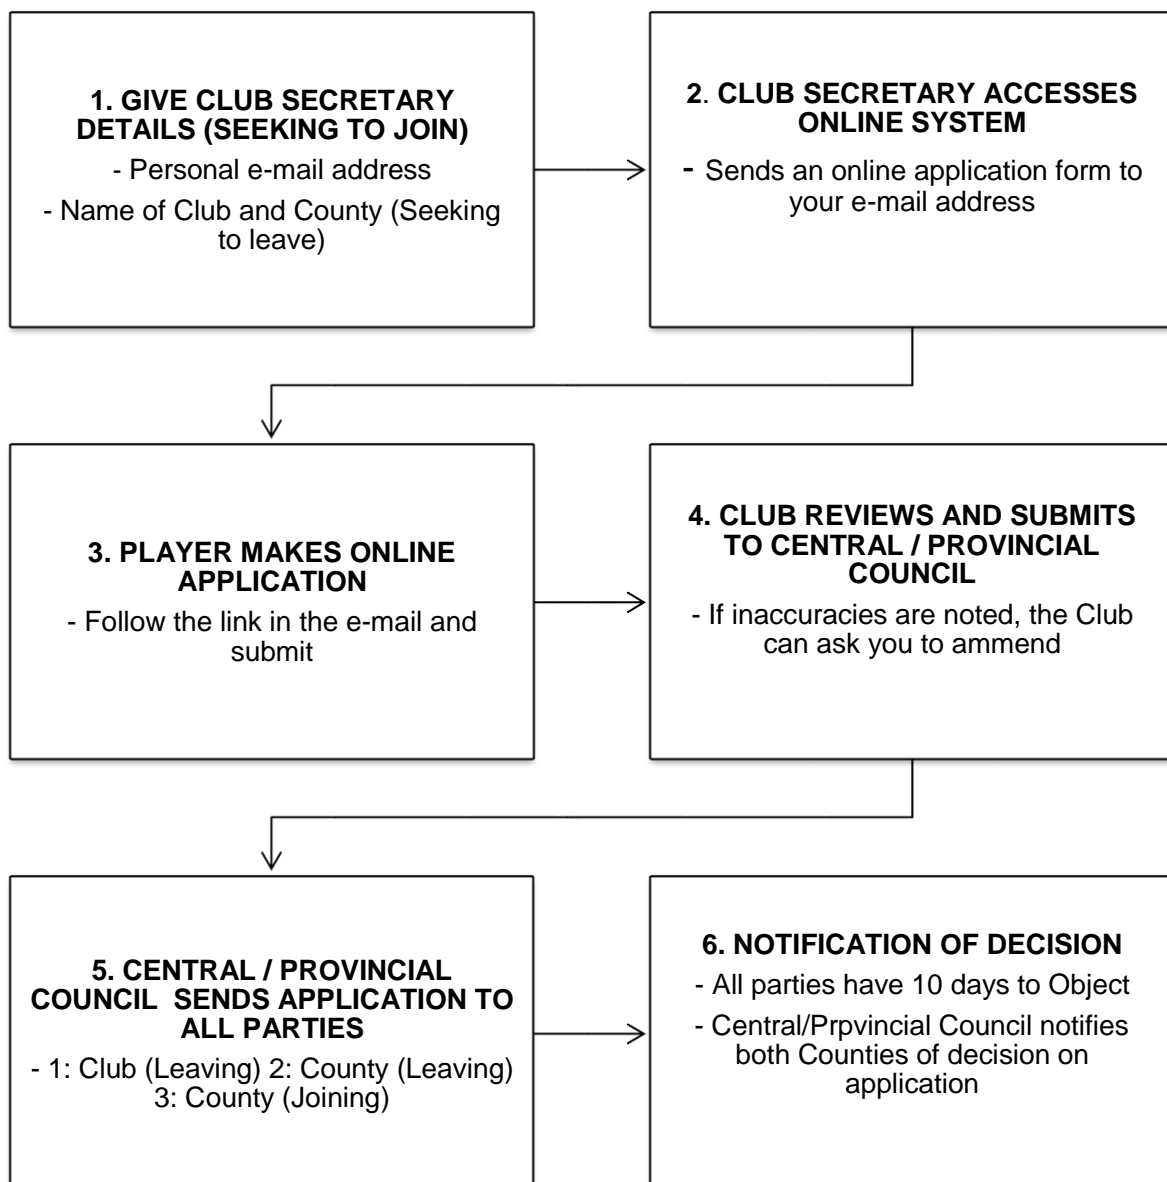 1. GIVE CLUB SECRETARY
DETAILS (SEEKING TO JOIN)
- Personal e-mail address
- Name of Club and County (Seeking
to leave)
2. CLUB SECRETARY ACCESSES
ONLINE SYSTEM
- Sends an online application form to
your e-mail address
3. PLAYER MAKES ONLINE
APPLICATION
- Follow the link in the e-mail and
submit
4. CLUB REVIEWS AND SUBMITS
TO CENTRAL / PROVINCIAL
COUNCIL
- If inaccuracies are noted, the Club
can ask you to ammend
5. CENTRAL / PROVINCIAL
COUNCIL SENDS APPLICATION TO
ALL PARTIES
- 1: Club (Leaving) 2: County (Leaving)
3: County (Joining)
6. NOTIFICATION OF DECISION
- All parties have 10 days to Object
- Central/Prpvincial Council notifies
both Counties of decision on
application